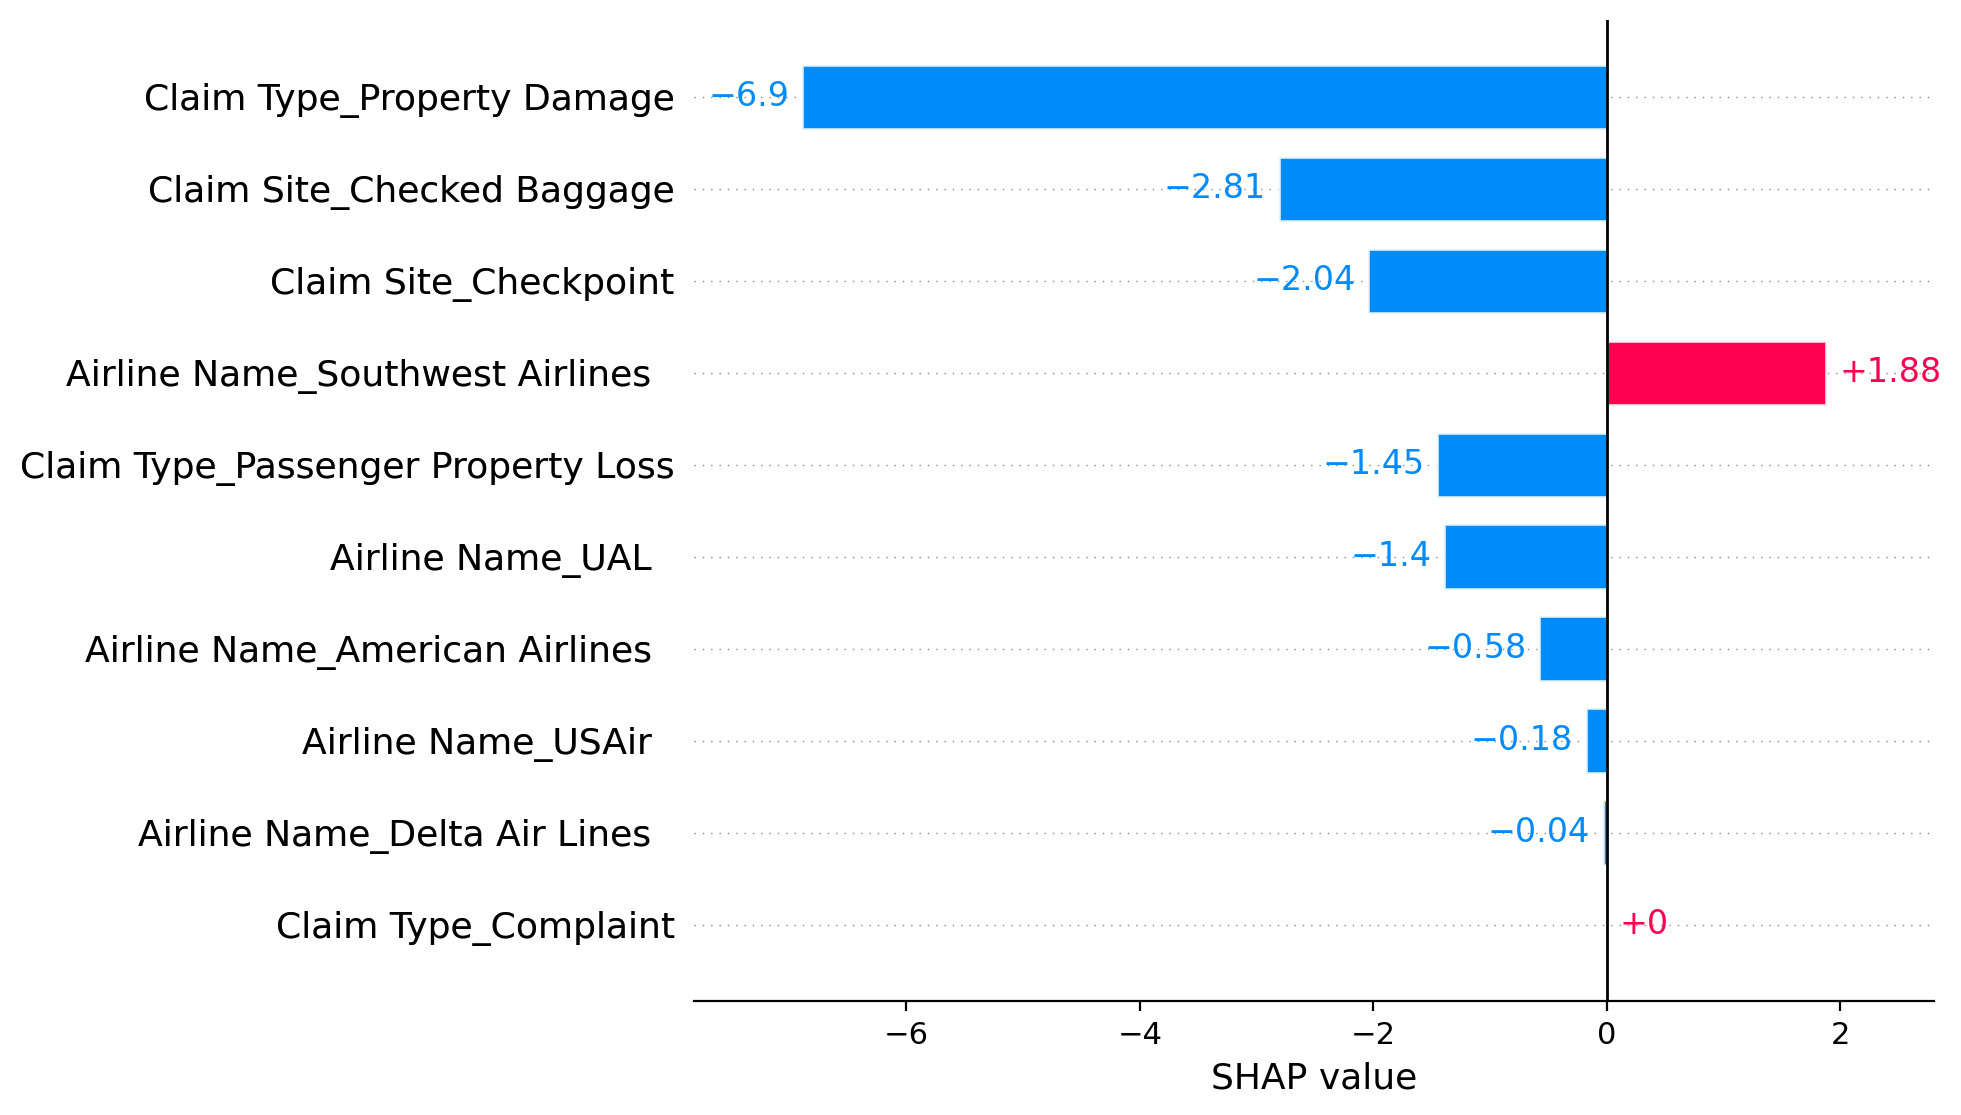 Claim Type_Property Damage −6.9
Claim Site_Checked Baggage −2.81
Claim Site_Checkpoint −2.04
Airline Name_Southwest Airlines +1.88
Claim Type_Passenger Property Loss −1.45
Airline Name_UAL −1.4
Airline Name_American Airlines −0.58
Airline Name_USAir −0.18
Airline Name_Delta Air Lines −0.04
Claim Type_Complaint +0
−6 −4 −2 0 2
SHAP value